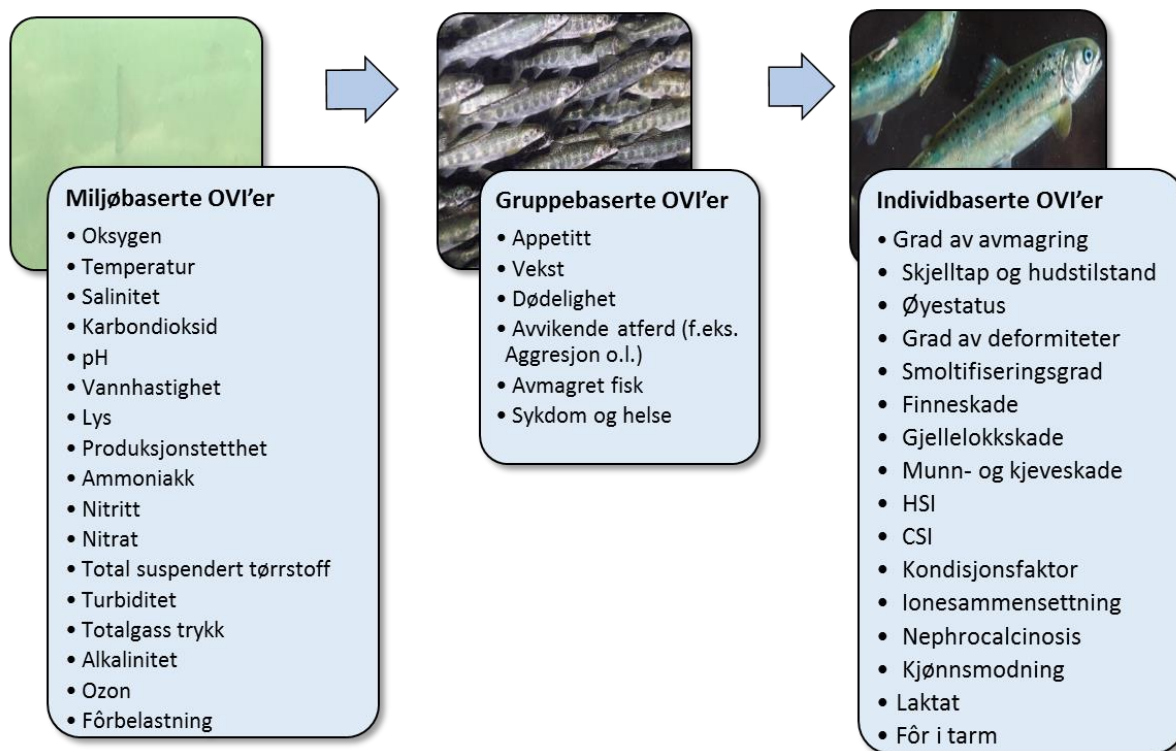 Miljøbaserte OVI’er
• Oksygen
• Temperatur
• Salinitet
• Karbondioksid
• pH
• Vannhastighet
• Lys
• Produksjonstetthet
• Ammoniakk
• Nitritt
• Nitrat
• Total suspendert tørrstoff
• Turbiditet
• Totalgass trykk
• Alkalinitet
• Ozon
• Fôrbelastning
Gruppebaserte OVI’er
• Appetitt
• Vekst
• Dødelighet
• Avvikende atferd (f.eks.
Aggresjon o.l.)
• Avmagret fisk
• Sykdom og helse
Individbaserte OVI’er
• Grad av avmagring
• Skjelltap og hudstilstand
• Øyestatus
• Grad av deformiteter
• Smoltifiseringsgrad
• Finneskade
• Gjellelokkskade
• Munn- og kjeveskade
• HSI
• CSI
• Kondisjonsfaktor
• Ionesammensettning
• Nephrocalcinosis
• Kjønnsmodning
• Laktat
• Fôr i tarm